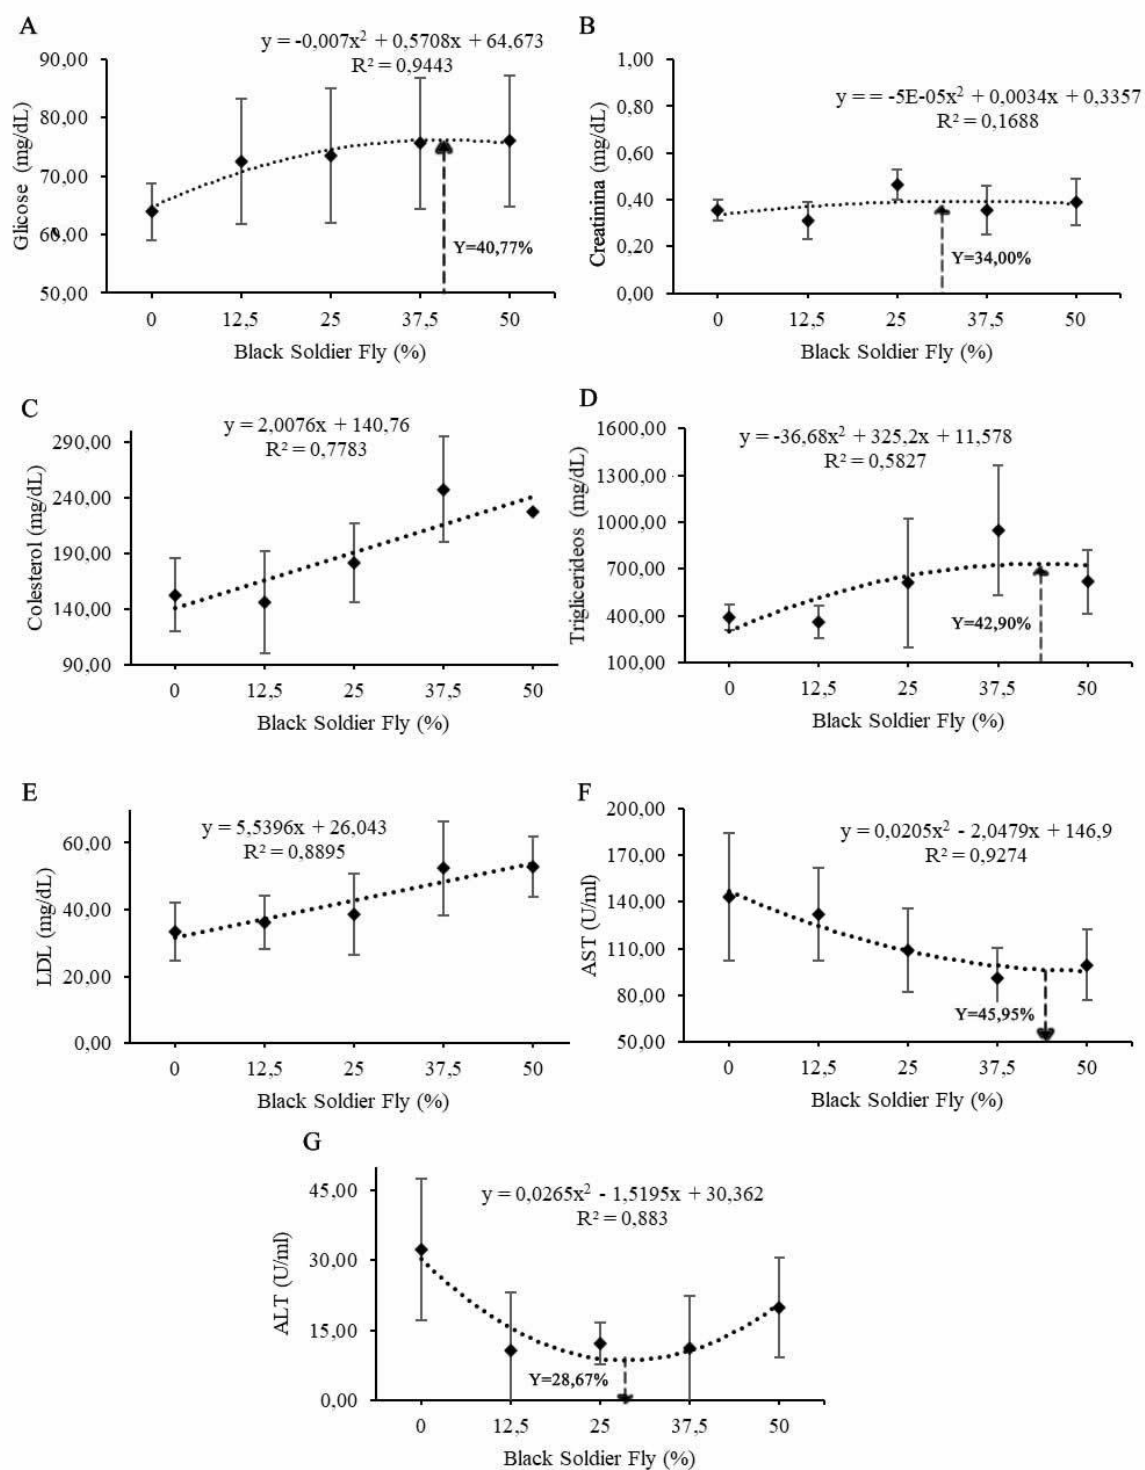 A
y = -0,007x² + 0,5708x + 64,673
R² = 0,9443
90,00
80,00
70,00
60,00
50,00
Glicose (mg/dL)
Y=40,77%
0 12,5 25 37,5 50
Black Soldier Fly (%)
B
1,00
0,80
0,60
0,40
0,20
0,00
Creatinina (mg/dL)
y = = -5E-05x² + 0,0034x + 0,3357
R² = 0,1688
Y=34,00%
0 12,5 25 37,5 50
Black Soldier Fly (%)
C
y = 2,0076x + 140,76
R² = 0,7783
290,00
240,00
190,00
140,00
90,00
Colesterol (mg/dL)
0 12,5 25 37,5 50
Black Soldier Fly (%)
D
1600,00
1300,00
1000,00
700,00
400,00
100,00
Triglicerídeos (mg/dL)
y = -36,68x² + 325,2x + 11,578
R² = 0,5827
Y=42,90%
0 12,5 25 37,5 50
Black Soldier Fly (%)
E
y = 5,5396x + 26,043
R² = 0,8895
60,00
40,00
20,00
0,00
LDL (mg/dL)
0 12,5 25 37,5 50
Black Soldier Fly (%)
F
200,00
170,00
140,00
110,00
80,00
50,00
AST (U/ml)
y = 0,0205x² - 2,0479x + 146,9
R² = 0,9274
Y=45,95%
0 12,5 25 37,5 50
Black Soldier Fly (%)
G
45,00
30,00
15,00
0,00
ALT (U/ml)
y = 0,0265x² - 1,5195x + 30,362
R² = 0,883
Y=28,67%
0 12,5 25 37,5 50
Black Soldier Fly (%)